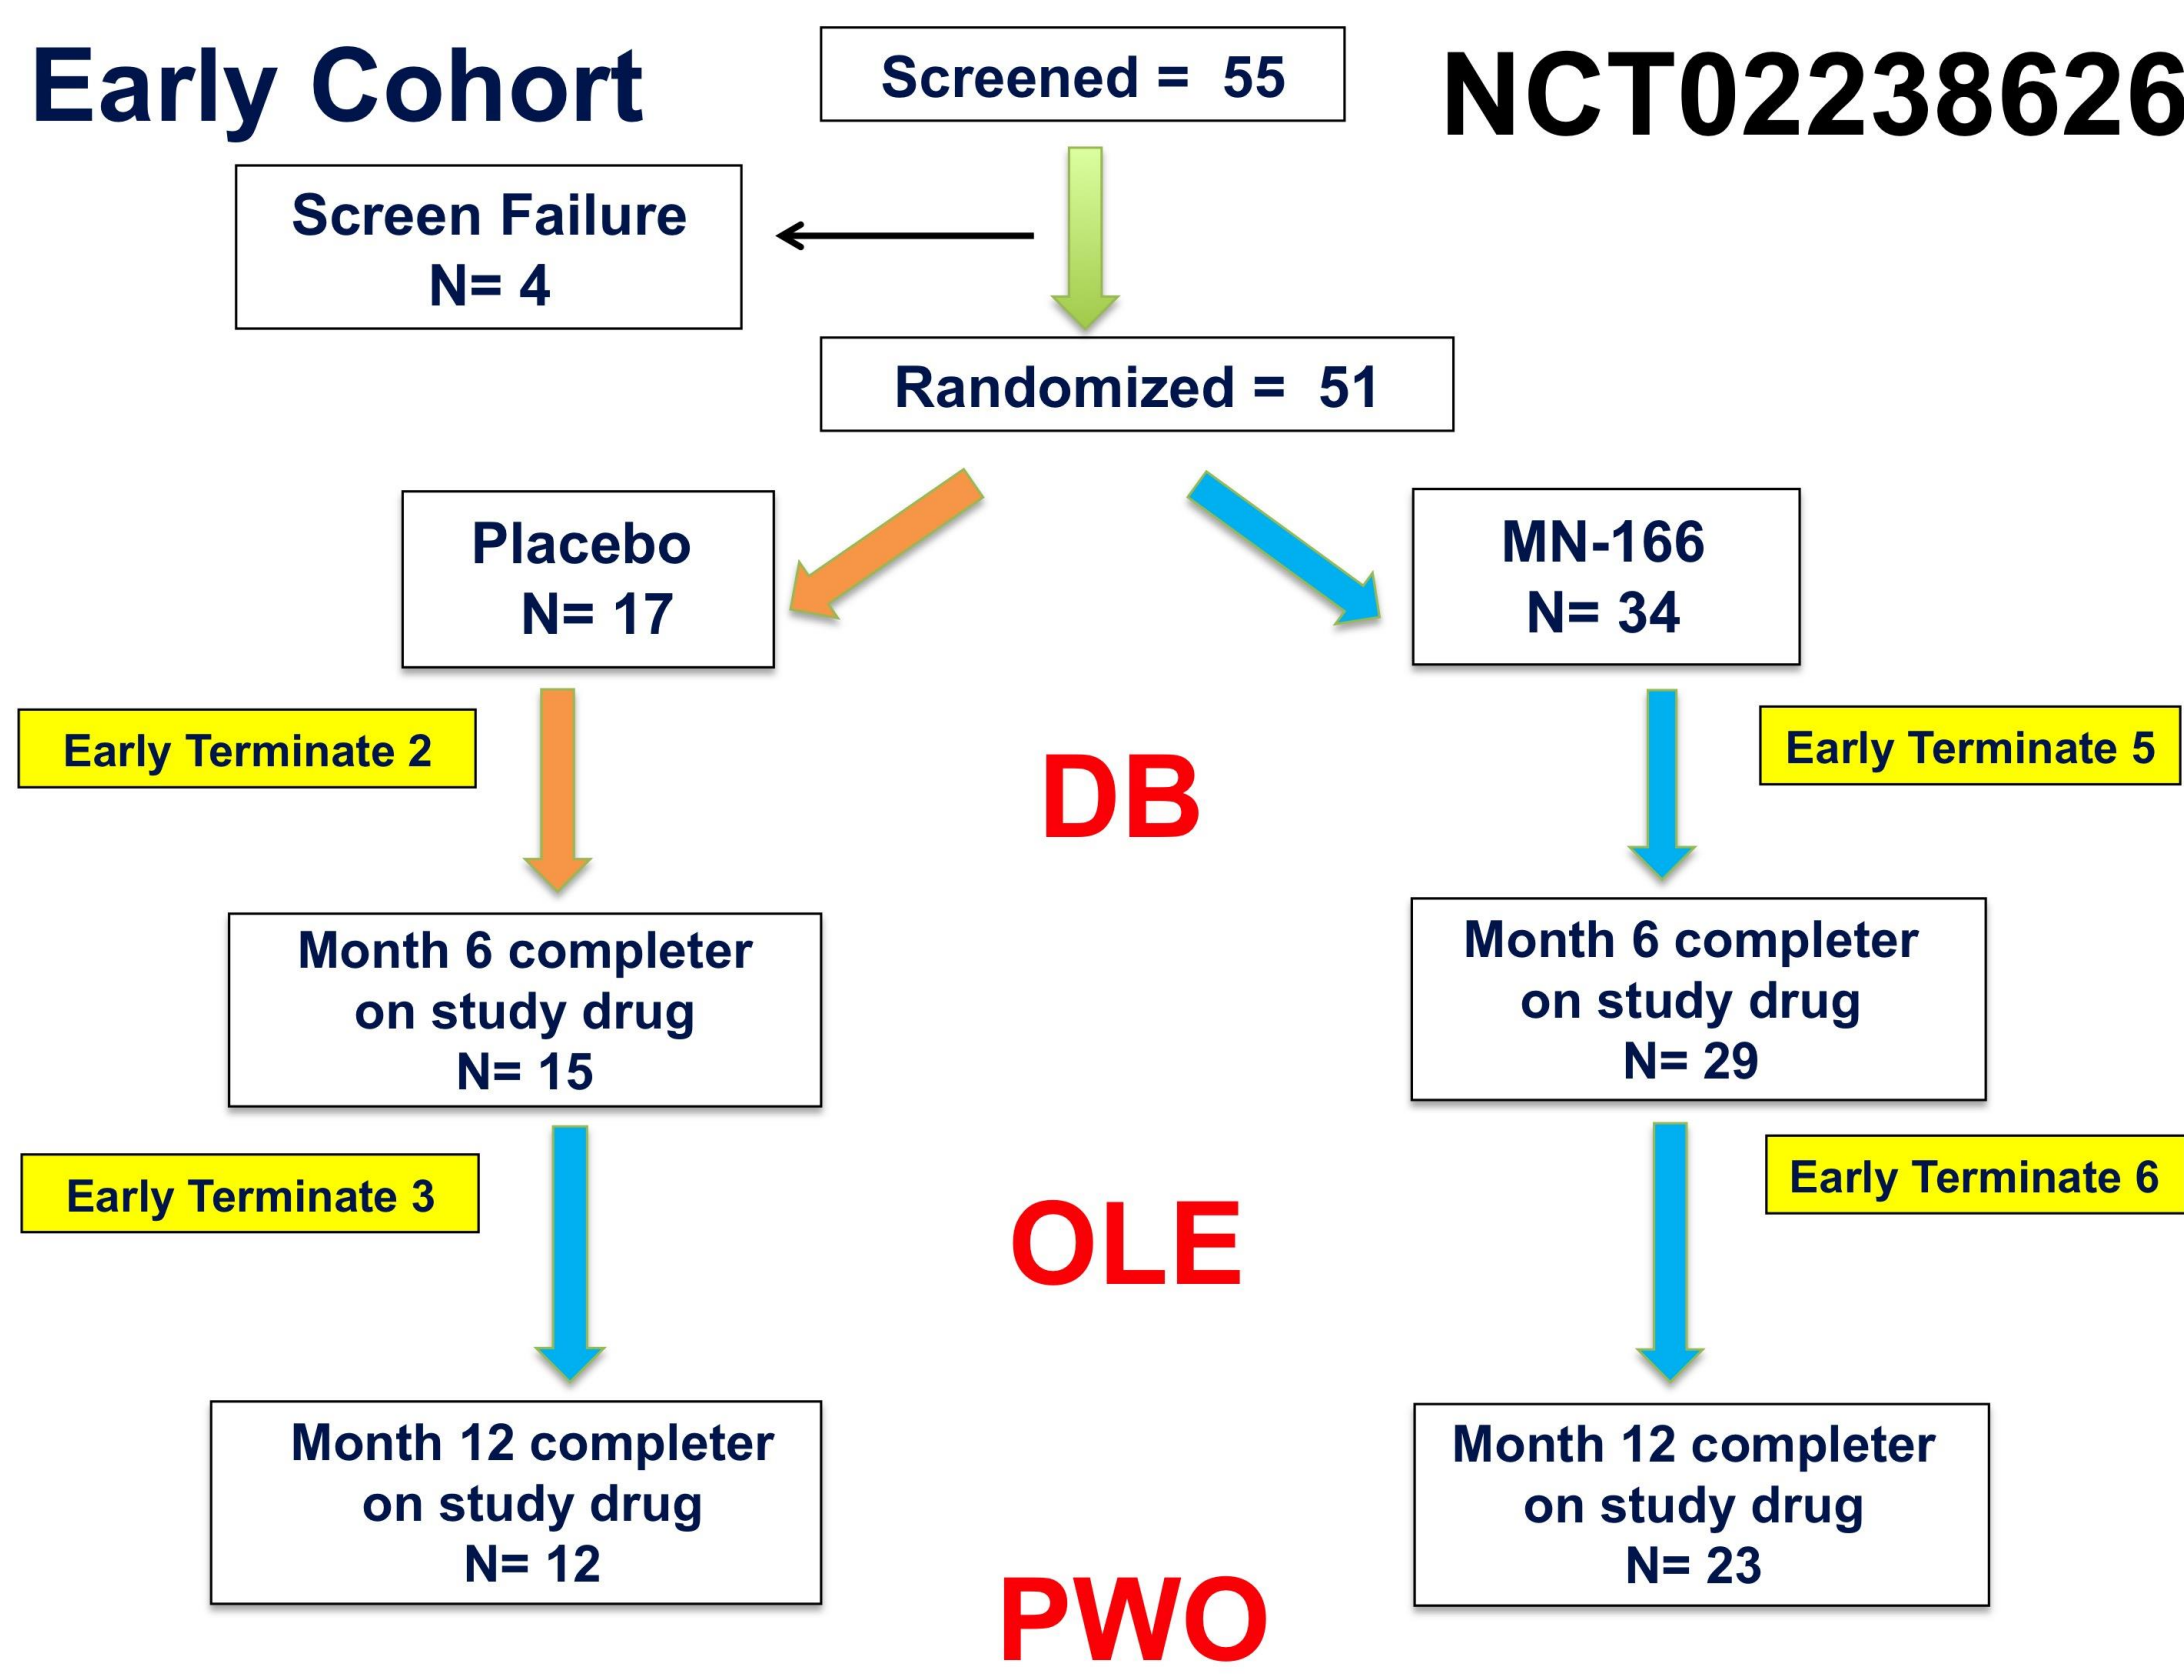 Early Cohort
Screened = 55
NCT02238626
Screen Failure
N= 4
Randomized = 51
Placebo
N= 17
MN-166
N= 34
Early Terminate 2
DB
Early Terminate 5
Month 6 completer
on study drug
N= 15
Month 6 completer
on study drug
N= 29
Early Terminate 3
OLE
Early Terminate 6
Month 12 completer
on study drug
N= 12
Month 12 completer
on study drug
N= 23
PWO